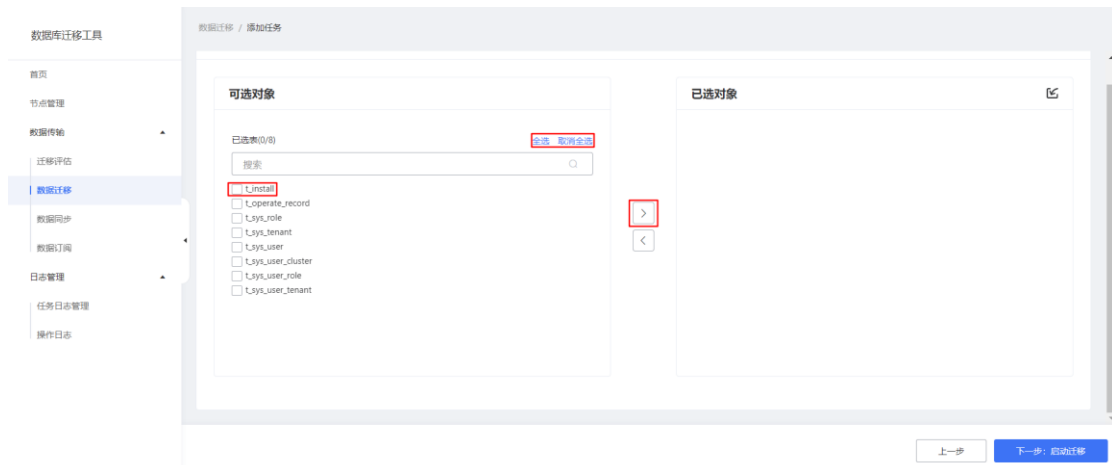 数据库迁移工具
首页
节点管理
数据传输
迁移评估
数据迁移
数据同步
数据订阅
日志管理
任务日志管理
操作日志
数据迁移 / 添加任务
可选对象
已选表(0/8)
全选 取消全选
搜索
t_install
t_operate_record
t_sys_role
t_sys_tenant
t_sys_user
t_sys_user_cluster
t_sys_user_role
t_sys_user_tenant
已选对象
上一步
下一步：启动迁移